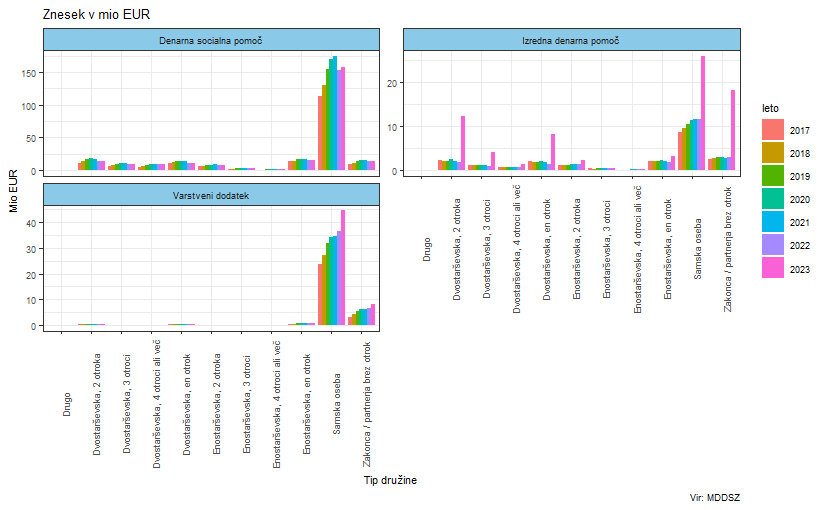 Znesek v mio EUR
Denarna socialna pomoč
Izredna denarna pomoč
150
100
50
0
20
10
0
Varstveni dodatek
40
30
20
10
0
Mio EUR
Drugo
Dvostarševska, 2 otroka
Dvostarševska, 3 otroci
Dvostarševska, 4 otroci ali več
Dvostarševska, en otrok
Enostarševska, 2 otroka
Enostarševska, 3 otroci
Enostarševska, 4 otroci ali več
Enostarševska, en otrok
Samska oseba
Zakonca / partnerja brez otrok
Drugo
Dvostarševska, 2 otroka
Dvostarševska, 3 otroci
Dvostarševska, 4 otroci ali več
Dvostarševska, en otrok
Enostarševska, 2 otroka
Enostarševska, 3 otroci
Enostarševska, 4 otroci ali več
Enostarševska, en otrok
Samska oseba
Zakonca / partnerja brez otrok
Tip družine
leto
2017
2018
2019
2020
2021
2022
2023
Vir: MDDSZ